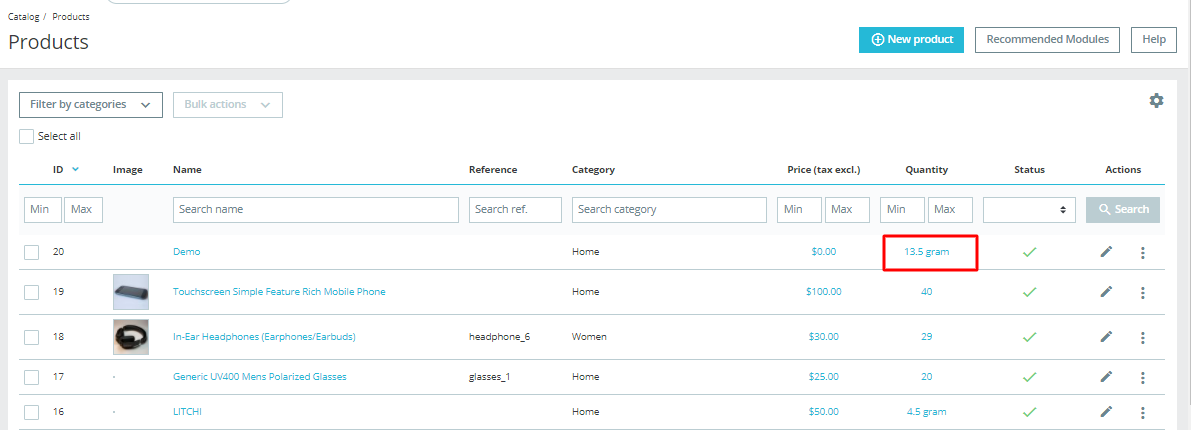 Catalog / Products
Products
New product
Recommended Modules
Help
Filter by categories
Bulk actions
Select all
ID Image Name Reference Category Price (tax excl.) Quantity Status Actions
Min Max Search name Search ref. Search category Min Max Min Max Search
20 Demo Home $0.00 13.5 gram
19 Touchscreen Simple Feature Rich Mobile Phone Home $100.00 40
18 In-Ear Headphones (Earphones/Earbuds) headphone_6 Women $30.00 29
17 - Generic UV400 Mens Polarized Glasses glasses_1 Home $25.00 20
16 - LITCHI Home $50.00 4.5 gram